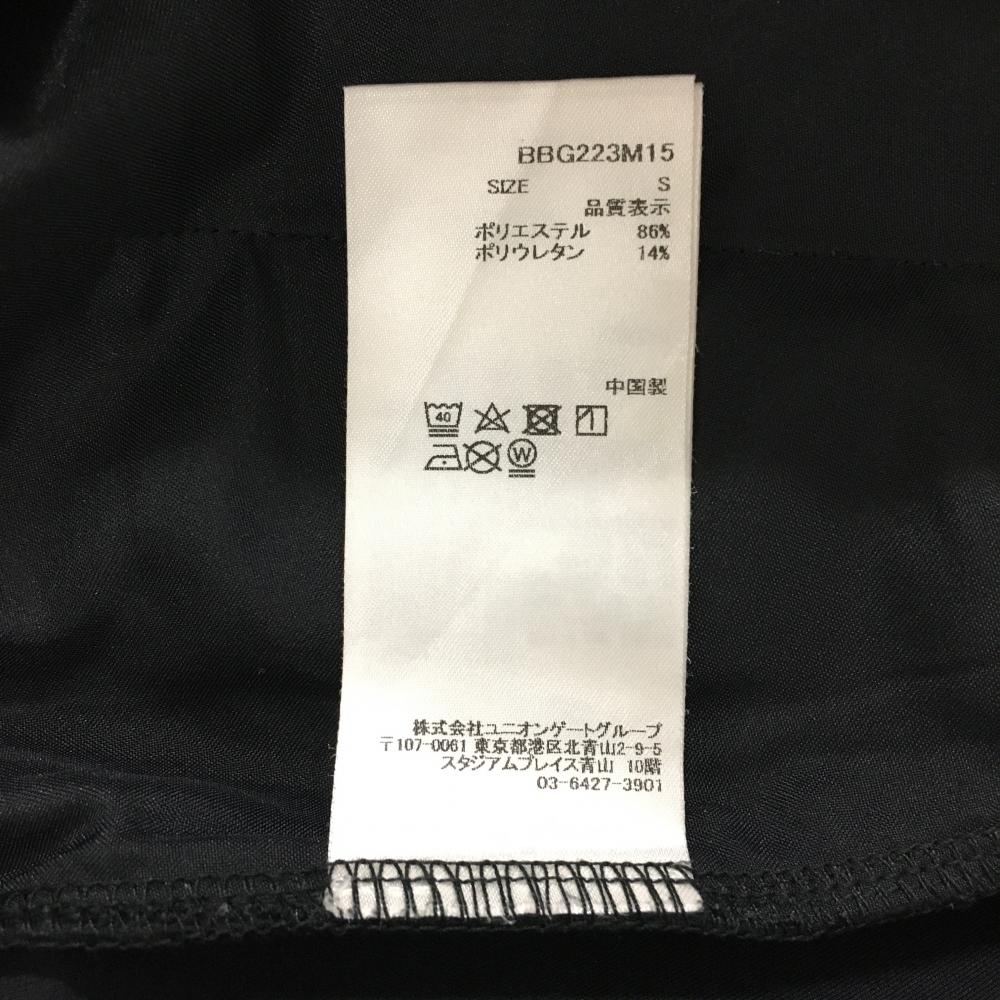 BBG223M15
SIZE S
品質表示
ポリエステル 86%
ポリウレタン 14%
中国製
40
W
株式会社ユニオンゲートグループ
〒107-0061 東京都港区北青山2-9-5
スタジアムプレイス青山 10階
03-6427-3901